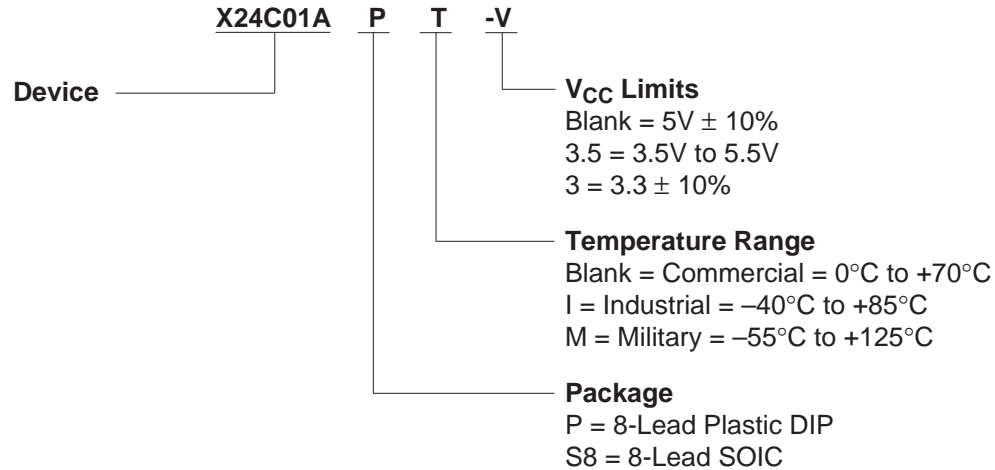 X24C01A P T -V
Device
VCC Limits
Blank = 5V ± 10%
3.5 = 3.5V to 5.5V
3 = 3.3 ± 10%
Temperature Range
Blank = Commercial = 0°C to +70°C
I = Industrial = –40°C to +85°C
M = Military = –55°C to +125°C
Package
P = 8-Lead Plastic DIP
S8 = 8-Lead SOIC